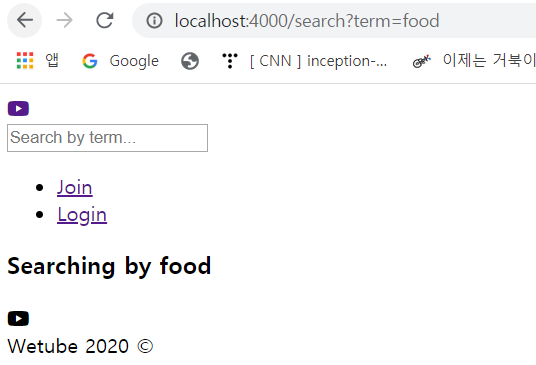 localhost:4000/search?term=food
앱
Google
[ CNN ] inception-...
이제는 거북이
Search by term...
Join
Login
Searching by food
Wetube 2020 ©